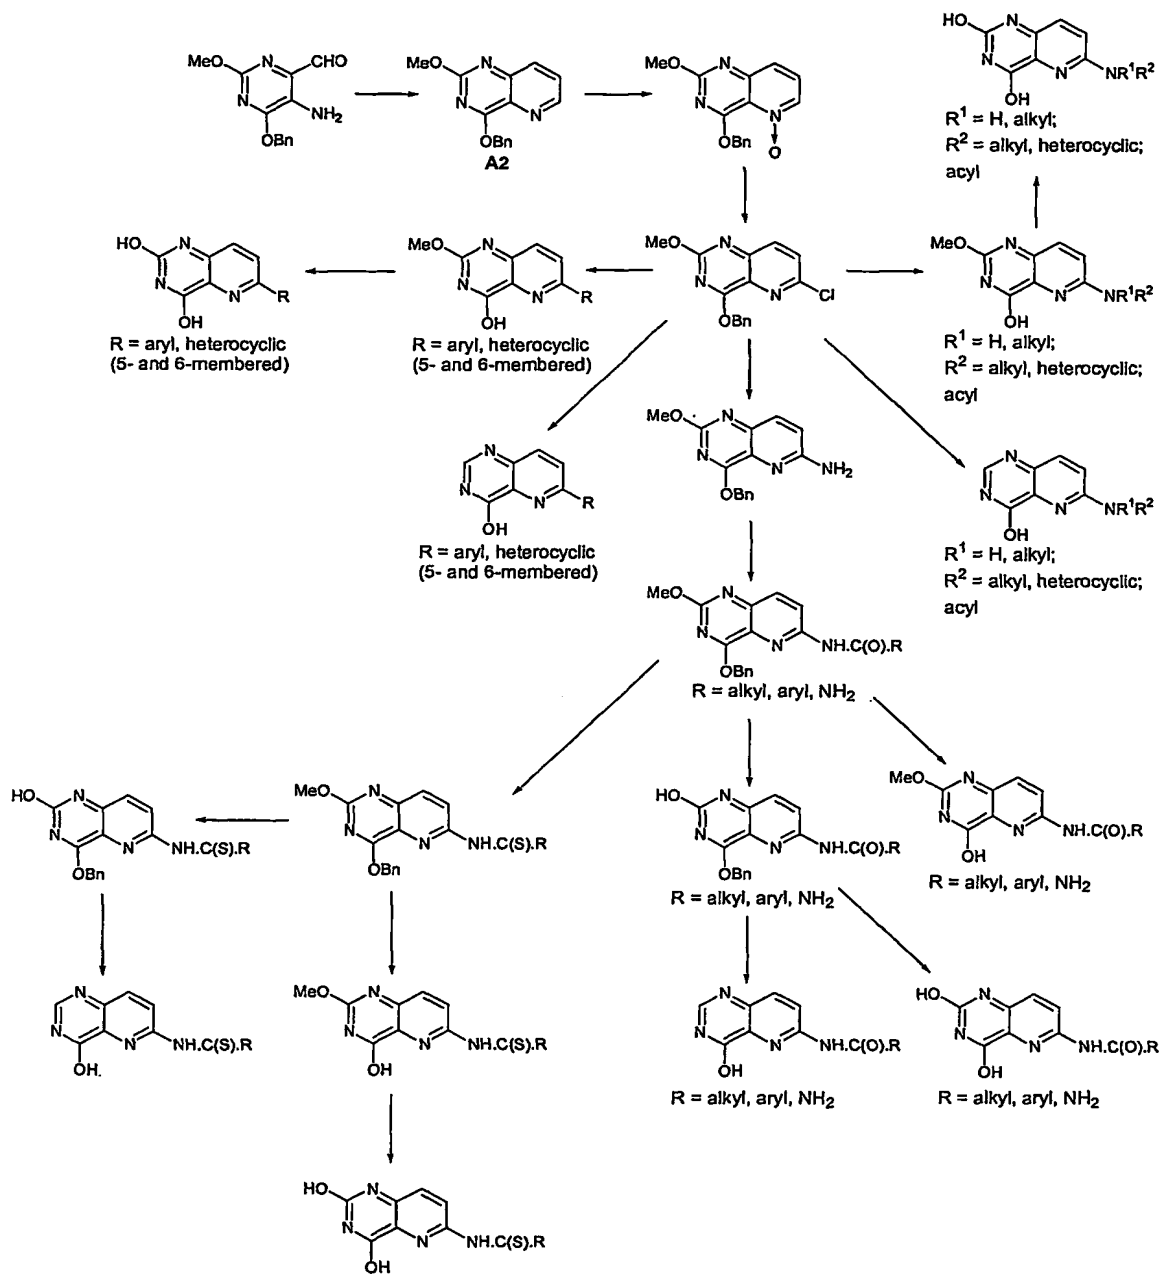 MeO N CHO
N NH2
OBn
MeO N
N N
OBn
A2
MeO N
N N
OBn O
HO N
N N NR1R2
OH
R1 = H, alkyl;
R2 = alkyl, heterocyclic;
acyl
HO N
N N R
OH
R = aryl, heterocyclic
(5- and 6-membered)
MeO N
N N R
OH
R = aryl, heterocyclic
(5- and 6-membered)
MeO N
N N Cl
OBn
MeO N
N N NR1R2
OH
R1 = H, alkyl;
R2 = alkyl, heterocyclic;
acyl
N
N N R
OH
R = aryl, heterocyclic
(5- and 6-membered)
MeO N
N N NH2
OBn
N
N N NR1R2
OH
R1 = H, alkyl;
R2 = alkyl, heterocyclic;
acyl
MeO N
N N NH.C(O).R
OBn
R = alkyl, aryl, NH2
HO N
N N NH.C(S).R
OBn
MeO N
N N NH.C(S).R
OBn
HO N
N N NH.C(O).R
OBn
R = alkyl, aryl, NH2
MeO N
N N NH.C(O).R
OH
R = alkyl, aryl, NH2
N
N N NH.C(S).R
OH.
MeO N
N N NH.C(S).R
OH
N
N N NH.C(O).R
OH
R = alkyl, aryl, NH2
HO N
N N NH.C(O).R
OH
R = alkyl, aryl, NH2
HO N
N N NH.C(S).R
OH